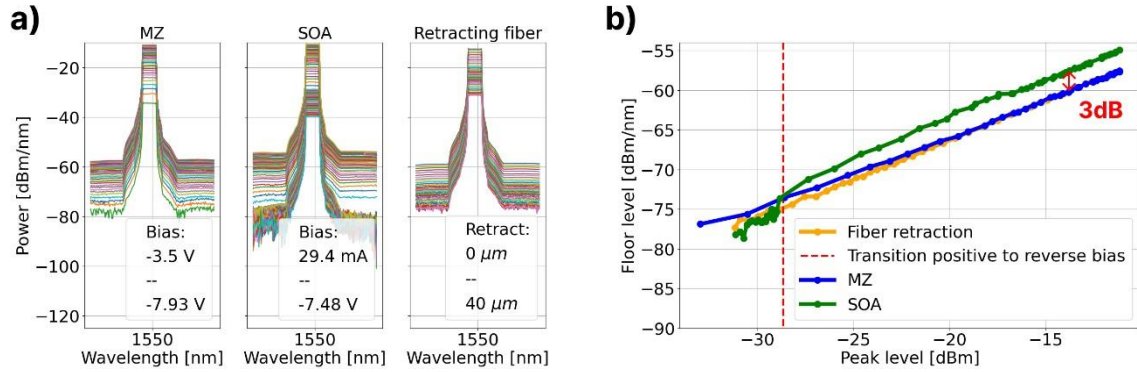 a)
MZ
SOA
Retracting fiber
Power [dBm/nm]
−20
−40
−60
−80
−100
−120
Bias:
-3.5 V
--
-7.93 V
Bias:
29.4 mA
--
-7.48 V
Retract:
0 μm
--
40 μm
1550
1550
1550
Wavelength [nm]
Wavelength [nm]
Wavelength [nm]
b)
Floor level [dBm/nm]
−55
−60
−65
−70
−75
−80
−85
−90
3dB
Fiber retraction
Transition positive to reverse bias
MZ
SOA
−30
−25
−20
−15
Peak level [dBm]